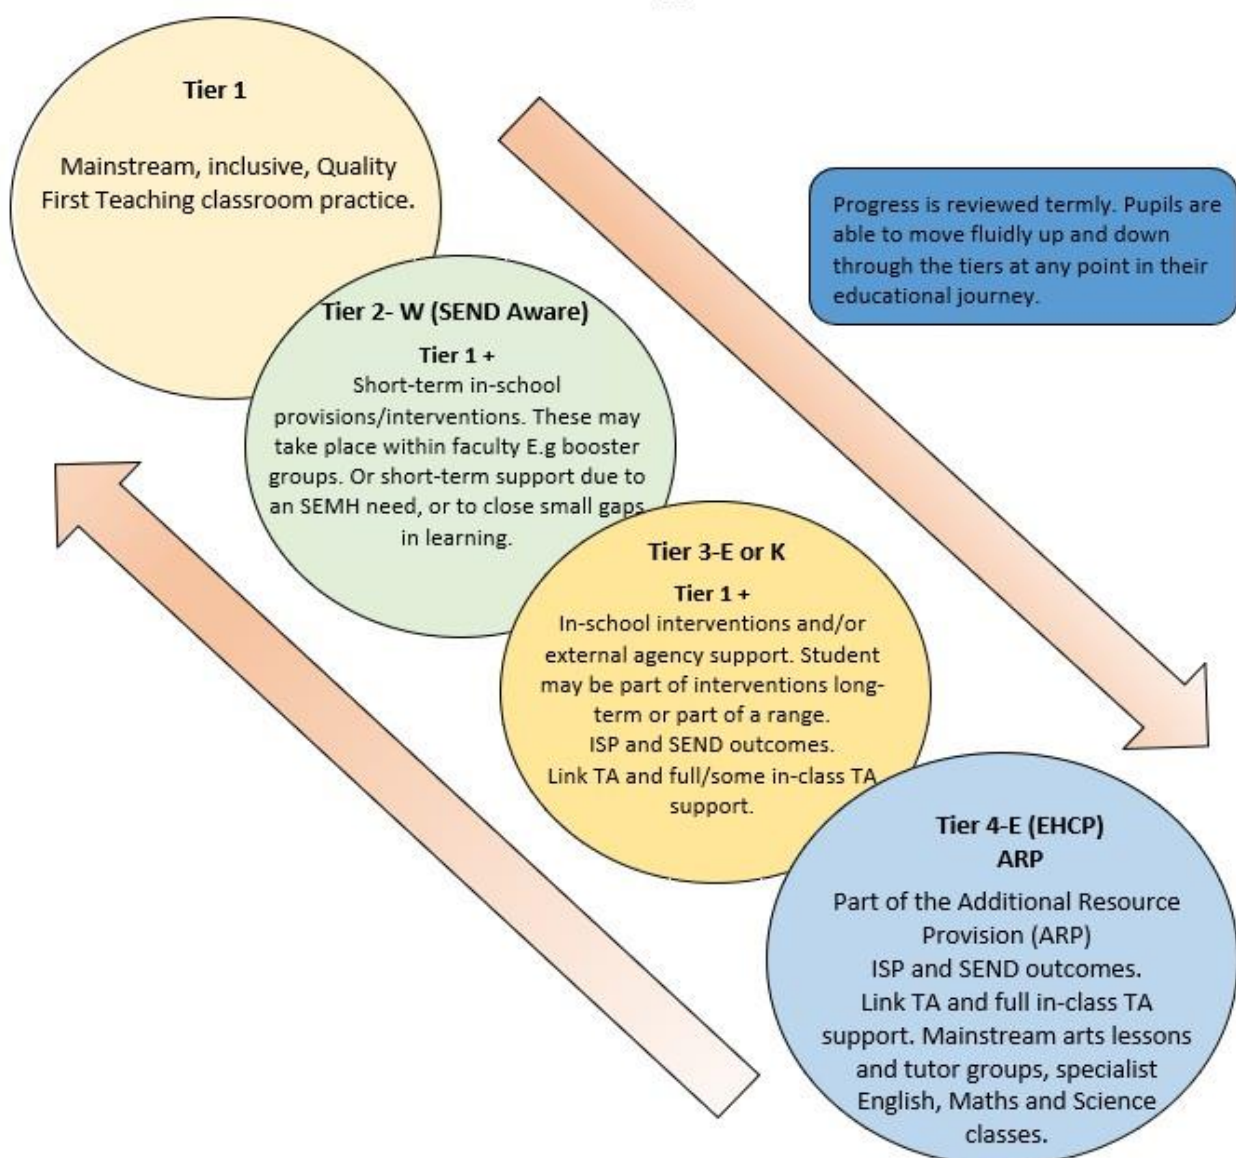 Tier 1
Mainstream, inclusive, Quality
First Teaching classroom practice.
Progress is reviewed termly. Pupils are
able to move fluidly up and down
through the tiers at any point in their
educational journey.
Tier 2- W (SEND Aware)
Tier 1 +
Short-term in-school
provisions/interventions. These may
take place within faculty E.g booster
groups. Or short-term support due to
an SEMH need, or to close small gaps
in learning.
Tier 3-E or K
Tier 1 +
In-school interventions and/or
external agency support. Student
may be part of interventions long-
term or part of a range.
ISP and SEND outcomes.
Link TA and full/some in-class TA
support.
Tier 4-E (EHCP)
ARP
Part of the Additional Resource
Provision (ARP)
ISP and SEND outcomes.
Link TA and full in-class TA
support. Mainstream arts lessons
and tutor groups, specialist
English, Maths and Science
classes.